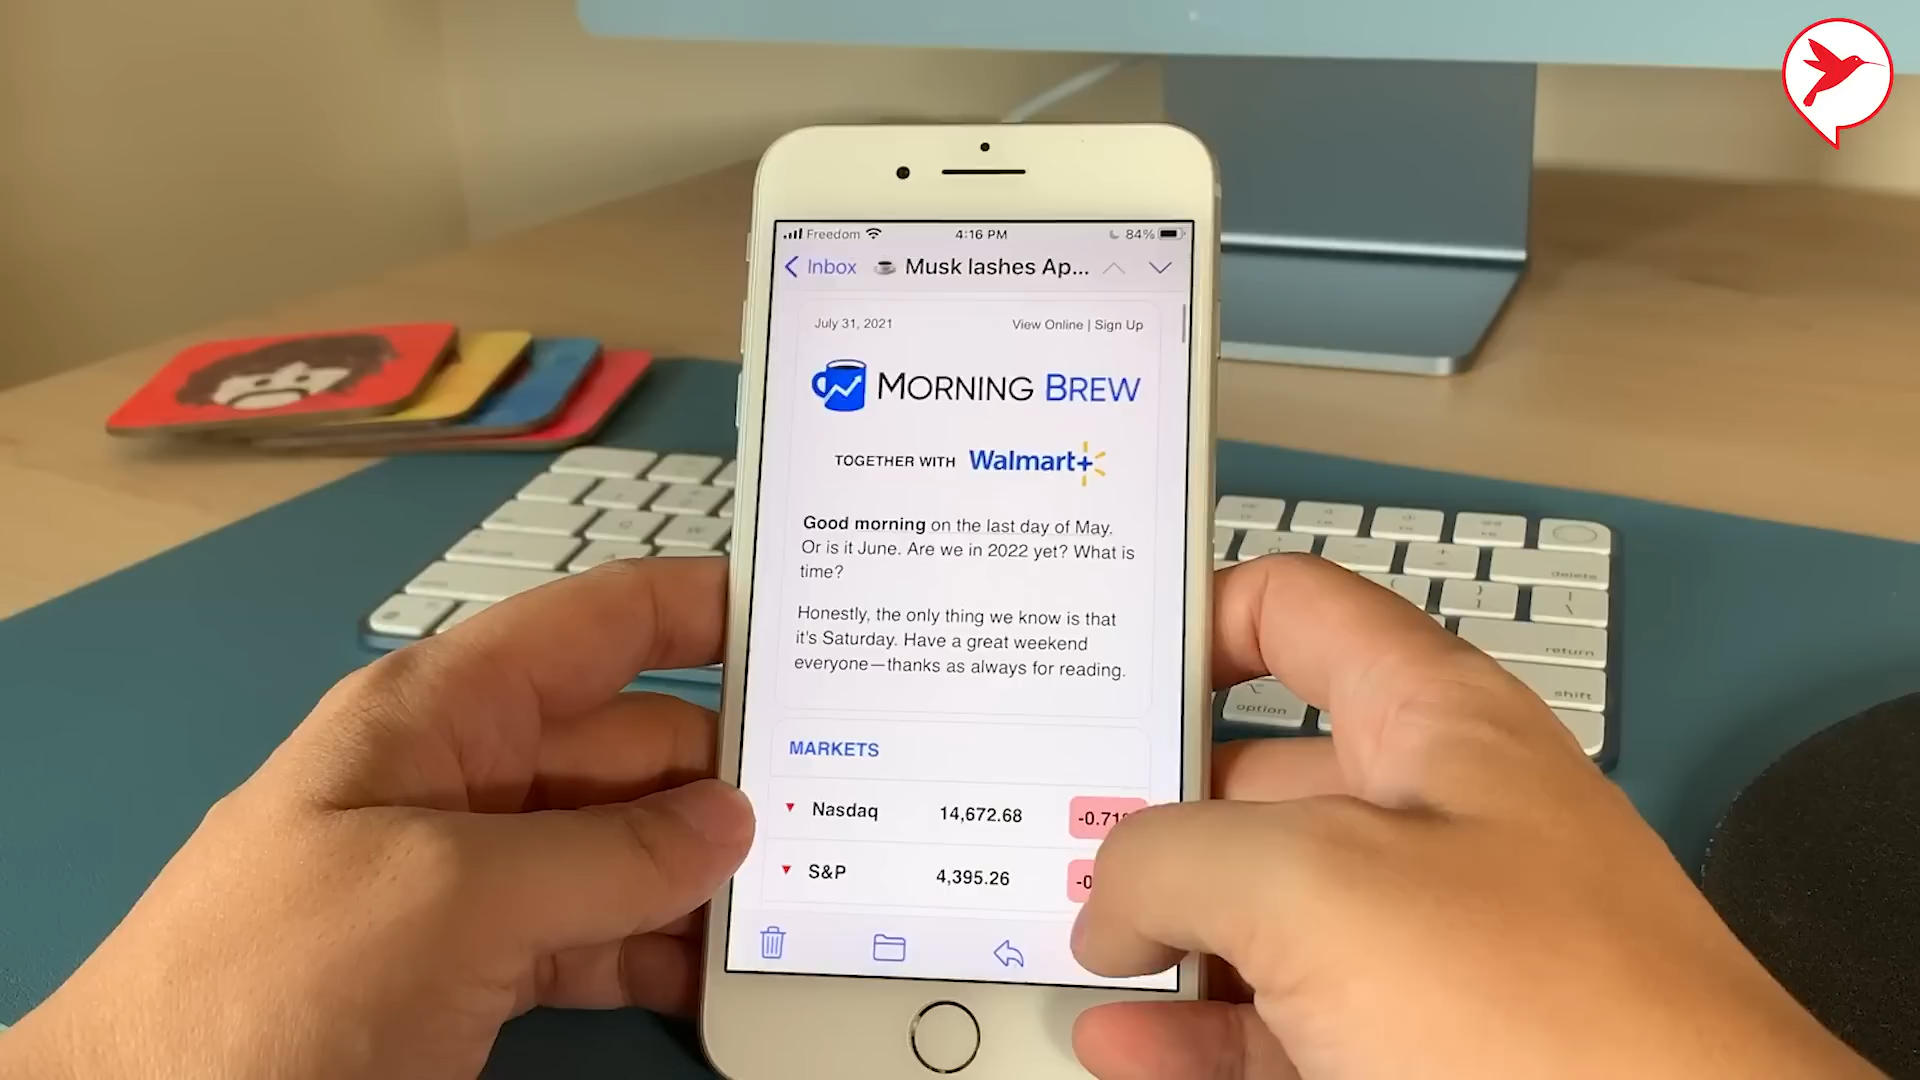 Freedom 4:16 PM 84%
Inbox Musk lashes Ap...
July 31, 2021 View Online | Sign Up
MORNING BREW
TOGETHER WITH Walmart+
Good morning on the last day of May.
Or is it June. Are we in 2022 yet? What is
time?
Honestly, the only thing we know is that
it's Saturday. Have a great weekend
everyone—thanks as always for reading.
MARKETS
Nasdaq 14,672.68 -0.71
S&P 4,395.26 -0
delete
return
shift
option